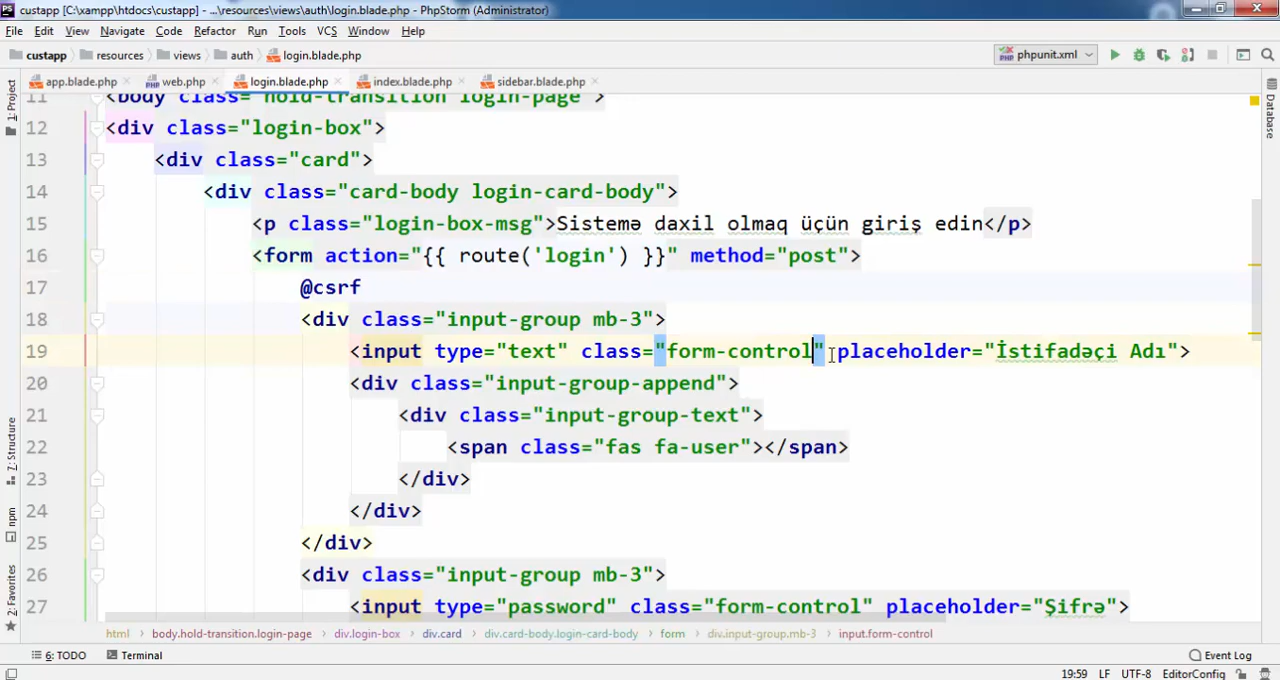 custapp [C:\xampp\htdocs\custapp] - ...\resources\views\auth\login.blade.php - PhpStorm (Administrator)
File Edit View Navigate Code Refactor Run Tools VCS Window Help
custapp resources views auth login.blade.php phpunit.xml
app.blade.php web.php login.blade.php index.blade.php sidebar.blade.php
11 <body class="hold-transition login-page">
12 <div class="login-box">
13 <div class="card">
14 <div class="card-body login-card-body">
15 <p class="login-box-msg">Sistemə daxil olmaq üçün giriş edin</p>
16 <form action="{{ route('login') }}" method="post">
17 @csrf
18 <div class="input-group mb-3">
19 <input type="text" class="form-control" placeholder="İstifadəçi Adı">
20 <div class="input-group-append">
21 <div class="input-group-text">
22 <span class="fas fa-user"></span>
23 </div>
24 </div>
25 </div>
26 <div class="input-group mb-3">
27 <input type="password" class="form-control" placeholder="Şifrə">
html body.hold-transition.login-page div.login-box div.card div.card-body.login-card-body form div.input-group.mb-3 input.form-control
6: TODO Terminal Event Log
19:59 LF UTF-8 EditorConfig
1: Project
7: Structure
npm
2: Favorites
Database